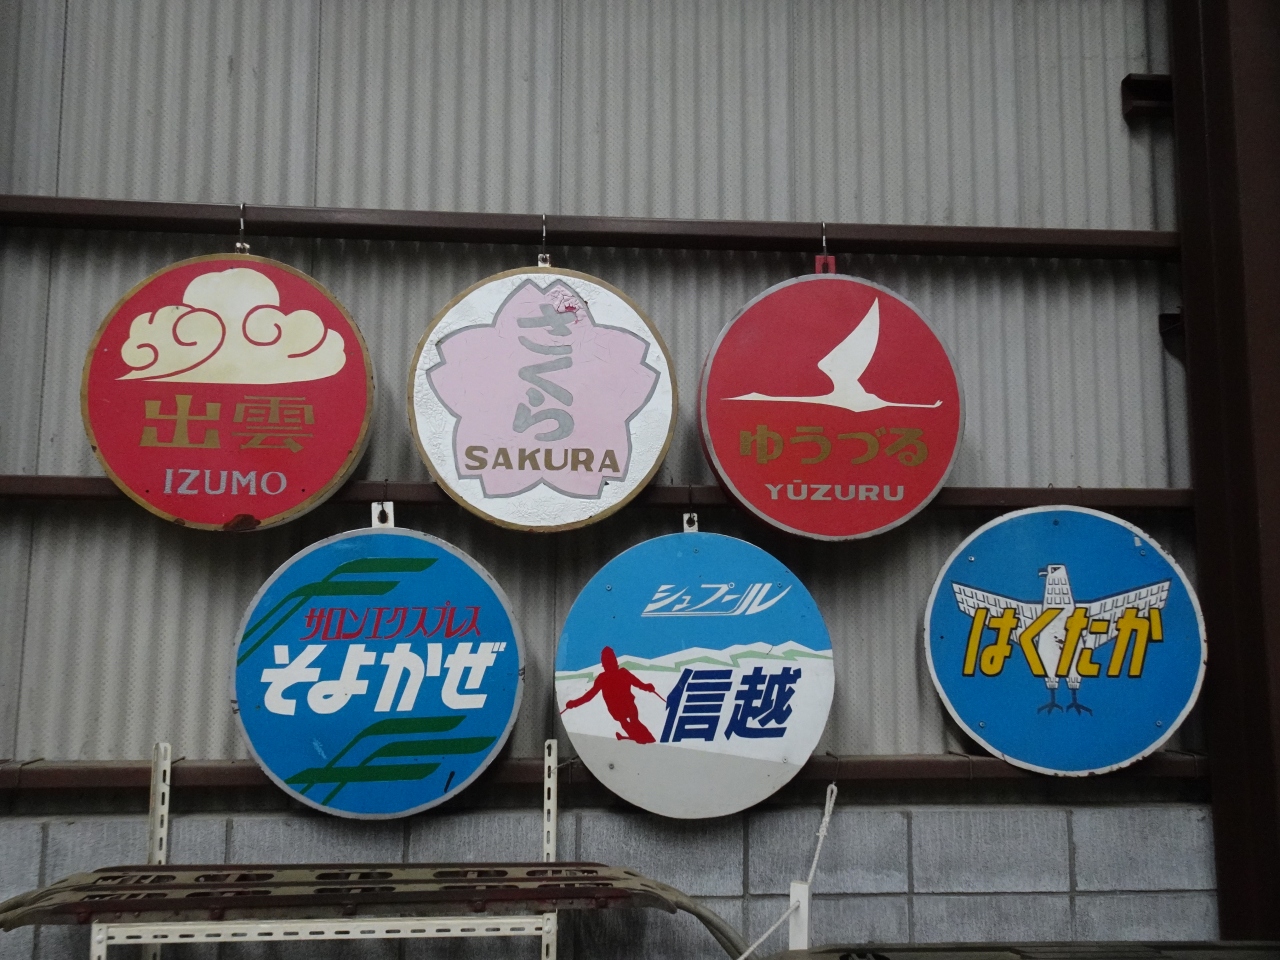 出雲
IZUMO
さくら
SAKURA
ゆうづる
YŪZURU
サロンエクスプレス
そよかぜ
シュプール
信越
はくたか